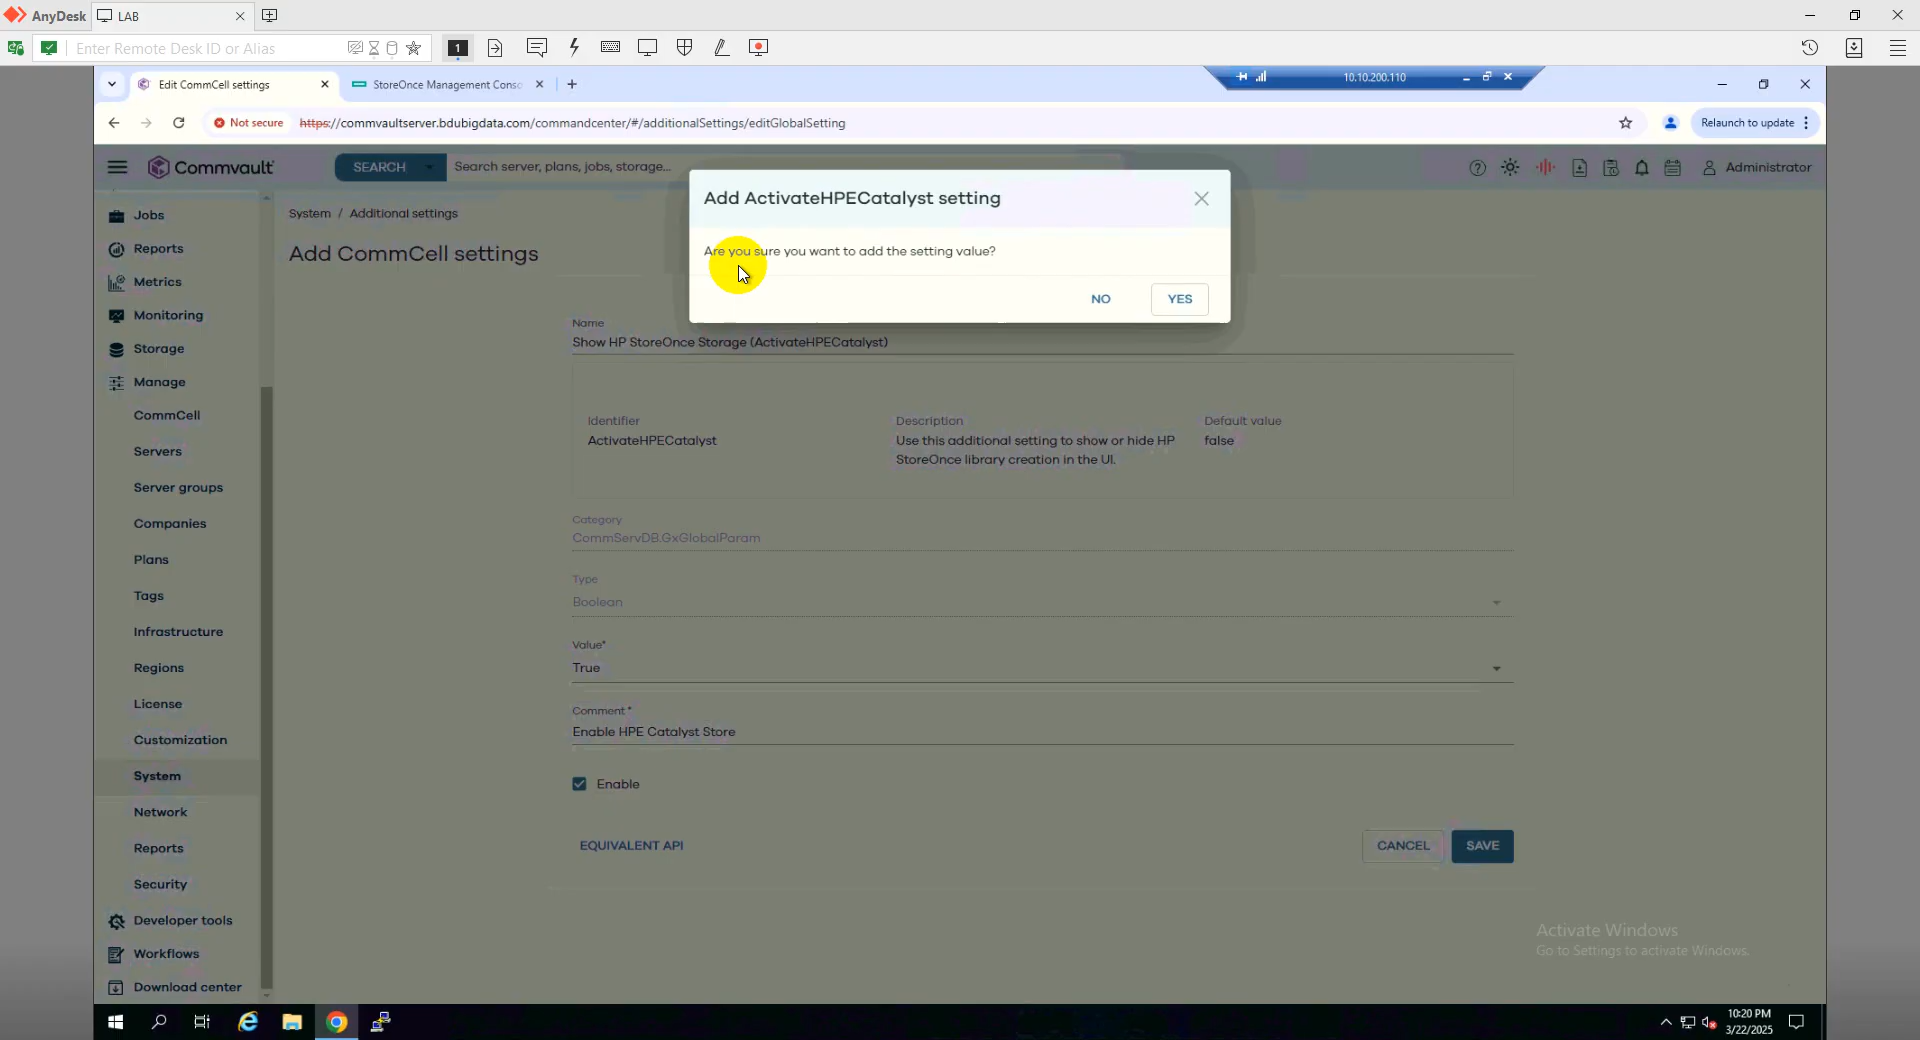 AnyDesk
LAB
Enter Remote Desk ID or Alias
1
Edit CommCell settings
StoreOnce Management Conso
10.10.200.110
Not secure
https://commvaultserver.bdubigdata.com/commandcenter/#/additionalSettings/editGlobalSetting
Relaunch to update
Commvault
SEARCH
Search server, plans, jobs, storage...
Administrator
Jobs
Reports
Metrics
Monitoring
Storage
Manage
CommCell
Servers
Server groups
Companies
Plans
Tags
Infrastructure
Regions
License
Customization
System
Network
Reports
Security
Developer tools
Workflows
Download center
System / Additional settings
Add CommCell settings
Add ActivateHPECatalyst setting
Are you sure you want to add the setting value?
NO
YES
Name
Show HP StoreOnce Storage (ActivateHPECatalyst)
Identifier
ActivateHPECatalyst
Description
Use this additional setting to show or hide HP
StoreOnce library creation in the UI.
Default value
false
Category
CommServDB.GxGlobalParam
Type
Boolean
Value*
True
Comment*
Enable HPE Catalyst Store
Enable
EQUIVALENT API
CANCEL
SAVE
Activate Windows
Go to Settings to activate Windows.
10:20 PM
3/22/2025